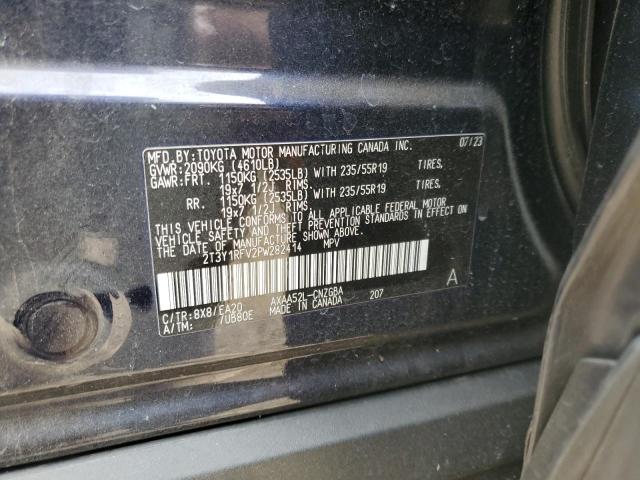 MFD.BY:TOYOTA MOTOR MANUFACTURING CANADA INC. 07/23
GVWR:2090KG (4610LB)
GAWR:FRT. 1150KG (2535LB) WITH 235/55R19 TIRES,
19x7 1/2J RIMS.
RR. 1150KG (2535LB) WITH 235/55R19 TIRES,
19x7 1/2J RIMS.
THIS VEHICLE CONFORMS TO ALL APPLICABLE FEDERAL MOTOR
VEHICLE SAFETY AND THEFT PREVENTION STANDARDS IN EFFECT ON
THE DATE OF MANUFACTURE SHOWN ABOVE.
2T3Y1RFV2PW282414 MPV
A
C/TR:8X8/EA20 AXAA52L-CNZGBA 207
A/TM: /UB80E MADE IN CANADA